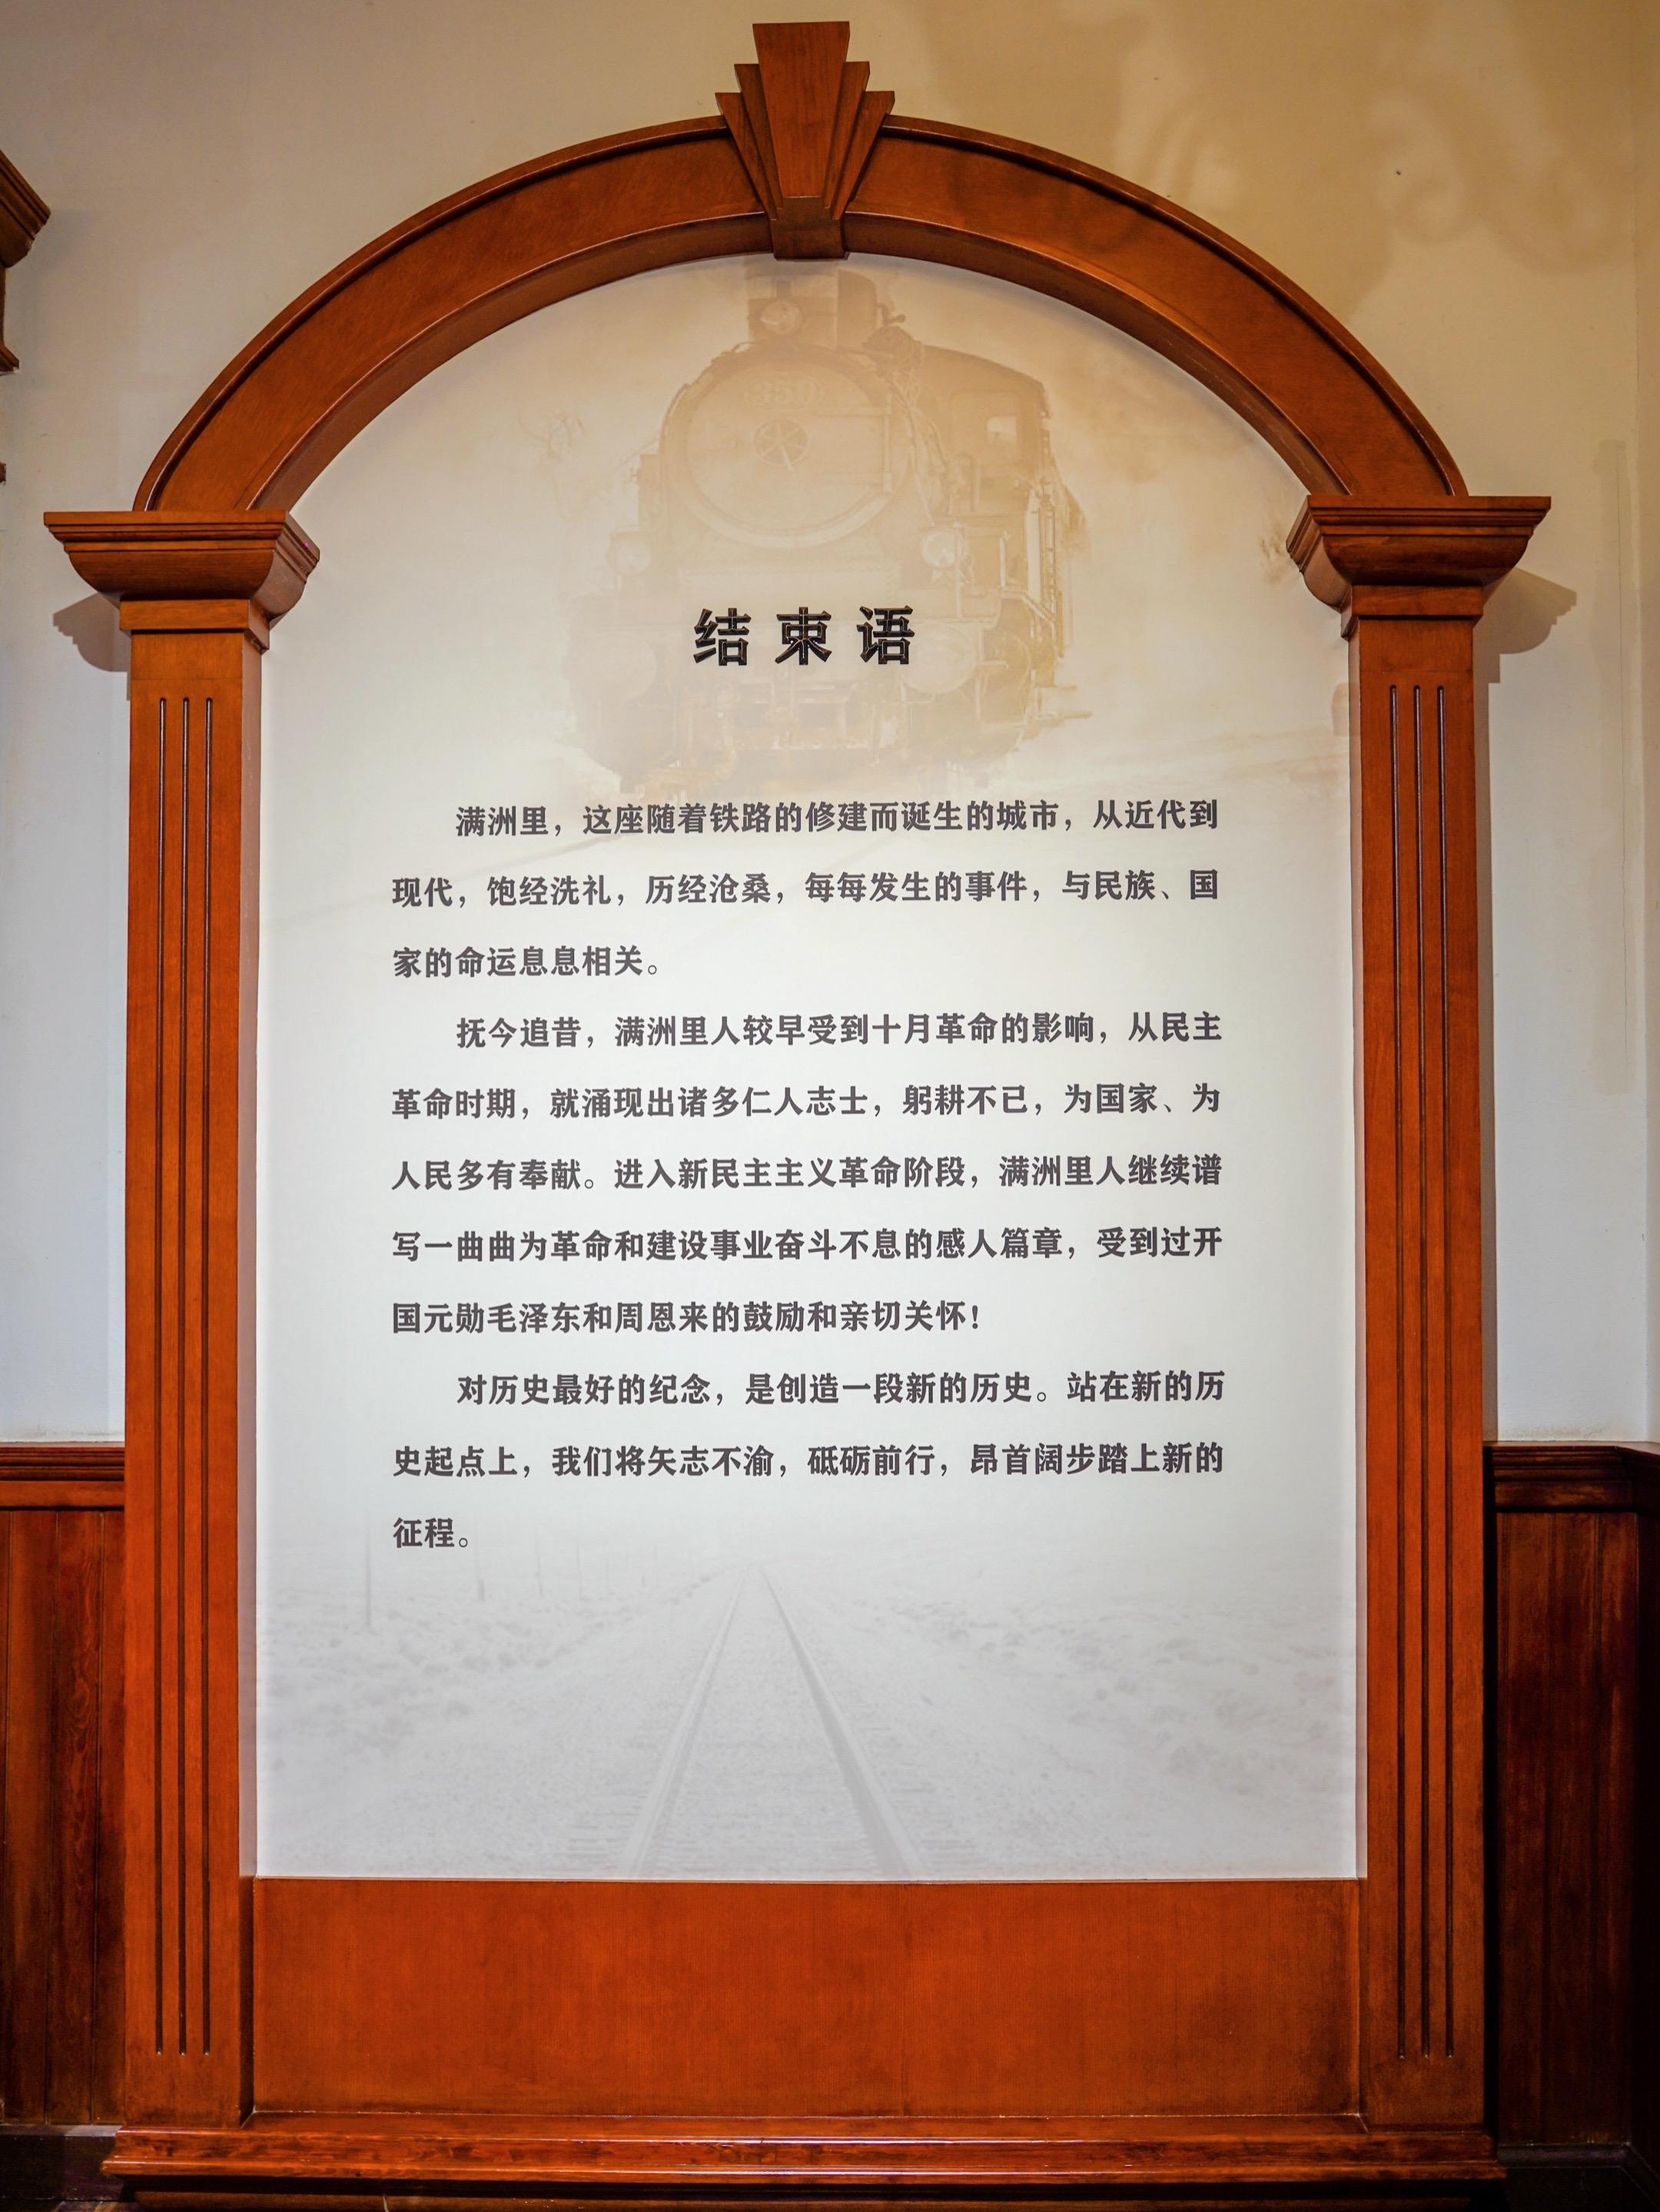 结束语
满洲里，这座随着铁路的修建而诞生的城市，从近代到
现代，饱经洗礼，历经沧桑，每每发生的事件，与民族、国
家的命运息息相关。
抚今追昔，满洲里人较早受到十月革命的影响，从民主
革命时期，就涌现出诸多仁人志士，躬耕不已，为国家、为
人民多有奉献。进入新民主主义革命阶段，满洲里人继续谱
写一曲曲为革命和建设事业奋斗不息的感人篇章，受到过开
国元勋毛泽东和周恩来的鼓励和亲切关怀！
对历史最好的纪念，是创造一段新的历史。站在新的历
史起点上，我们将矢志不渝，砥砺前行，昂首阔步踏上新的
征程。